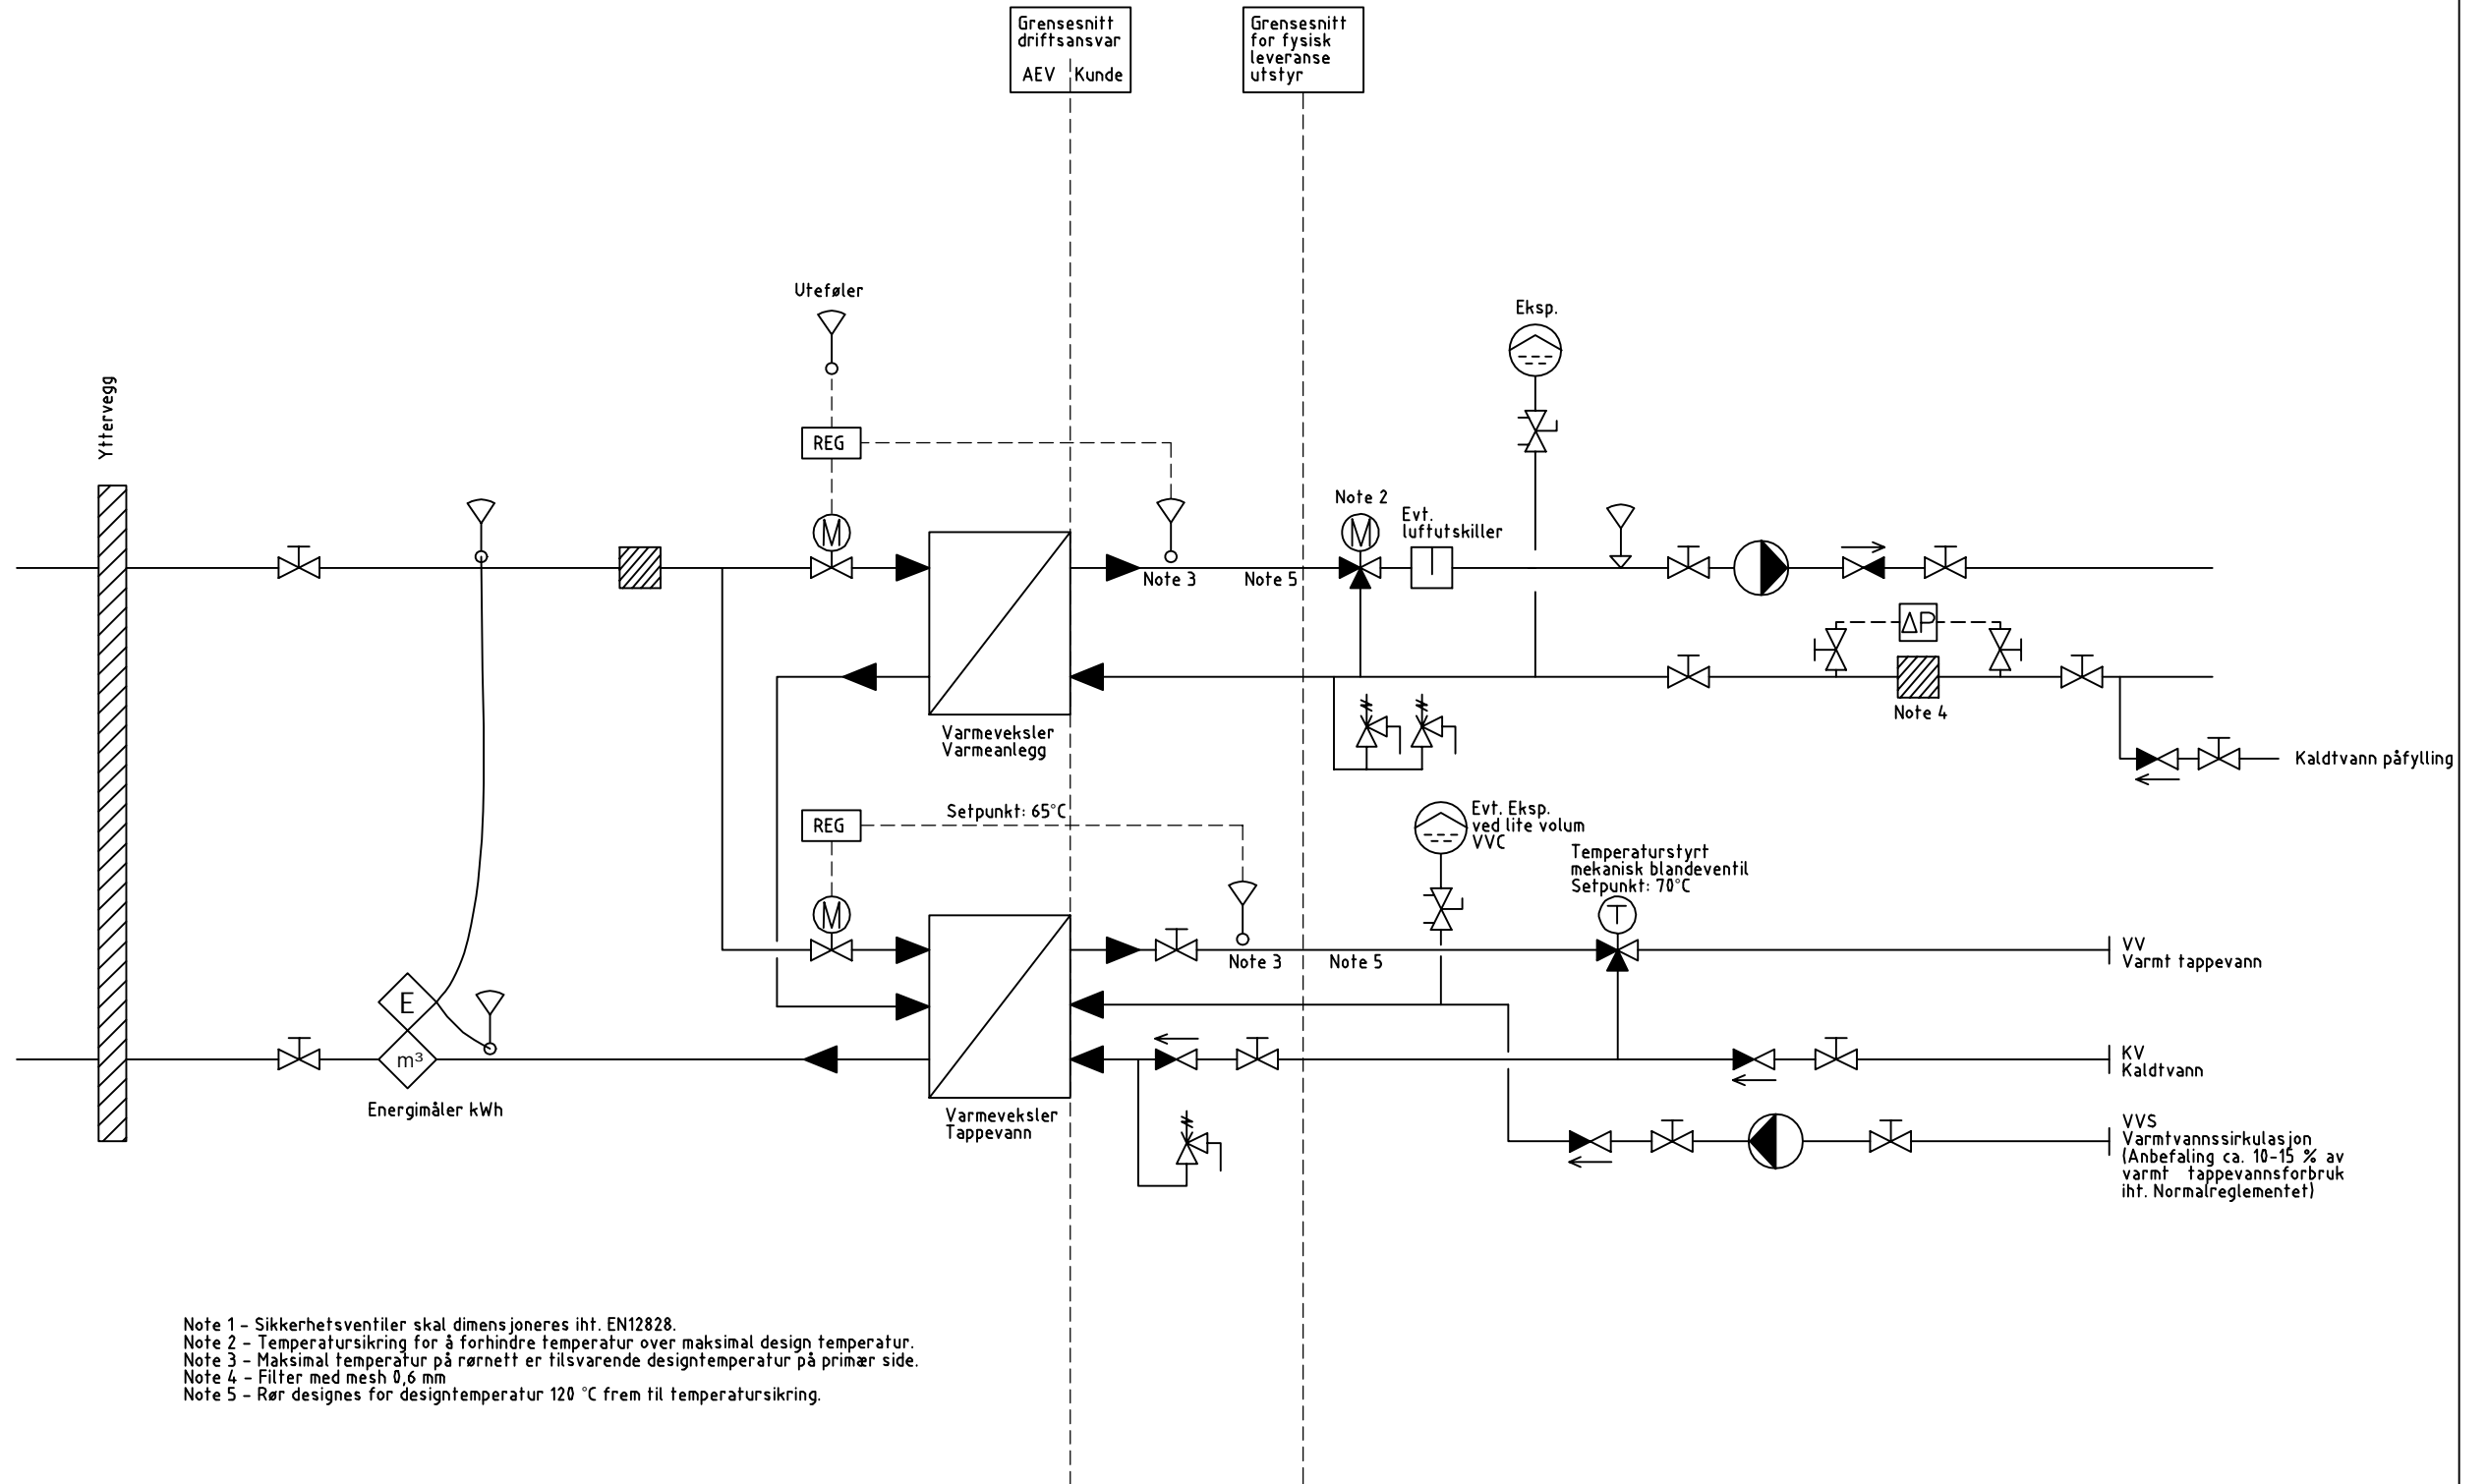 Grensesnitt
driftsansvar
AEV Kunde
Grensesnitt
for fysisk
leveranse
utstyr
Uteføler
Eksp.
Yttervegg
REG
M
Note 2
M
Evt.
luftutskiller
Note 3
Note 5
ΔP
Note 4
Varmeveksler
Varmeanlegg
Kaldtvann påfylling
REG
Setpunkt: 65°C
Evt. Eksp.
ved lite volum
VVC
Temperaturstyrt
mekanisk blandeventil
Setpunkt: 70°C
M
T
Note 3
Note 5
VV
Varmt tappevann
E
m³
Energimåler kWh
KV
Kaldtvann
Varmeveksler
Tappevann
VVS
Varmtvannssirkulasjon
(Anbefaling ca. 10-15 % av
varmt tappevannsforbruk
iht. Normalreglementet)
Note 1 - Sikkerhetsventiler skal dimensjoneres iht. EN12828.
Note 2 - Temperatursikring for å forhindre temperatur over maksimal design temperatur.
Note 3 - Maksimal temperatur på rørnett er tilsvarende designtemperatur på primær side.
Note 4 - Filter med mesh 0,6 mm
Note 5 - Rør designes for designtemperatur 120 °C frem til temperatursikring.